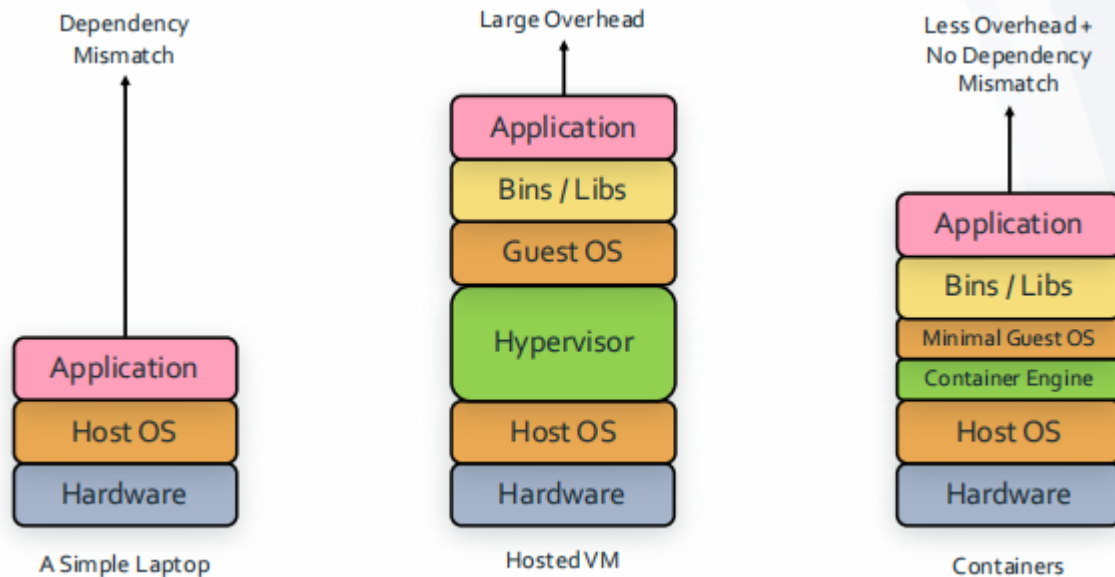 Dependency
Mismatch
Application
Host OS
Hardware
A Simple Laptop
Large Overhead
Application
Bins / Libs
Guest OS
Hypervisor
Host OS
Hardware
Hosted VM
Less Overhead +
No Dependency
Mismatch
Application
Bins / Libs
Minimal Guest OS
Container Engine
Host OS
Hardware
Containers